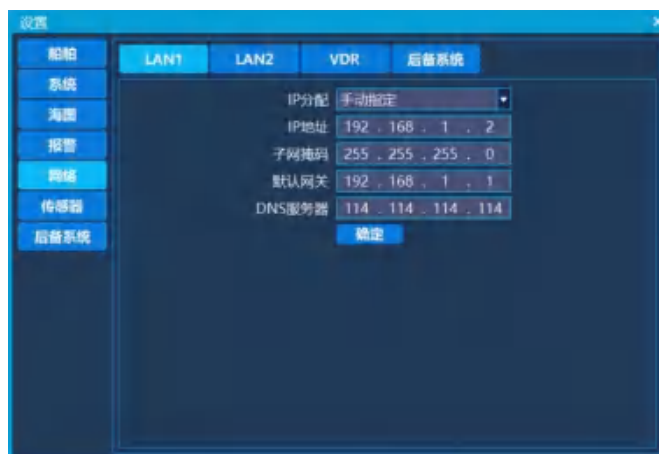 设置
船舶
系统
海图
报警
网络
传感器
后备系统
LAN1 LAN2 VDR 后备系统
IP分配 手动指定
IP地址 192 . 168 . 1 . 2
子网掩码 255 . 255 . 255 . 0
默认网关 192 . 168 . 1 . 1
DNS服务器 114 . 114 . 114 . 114
确定